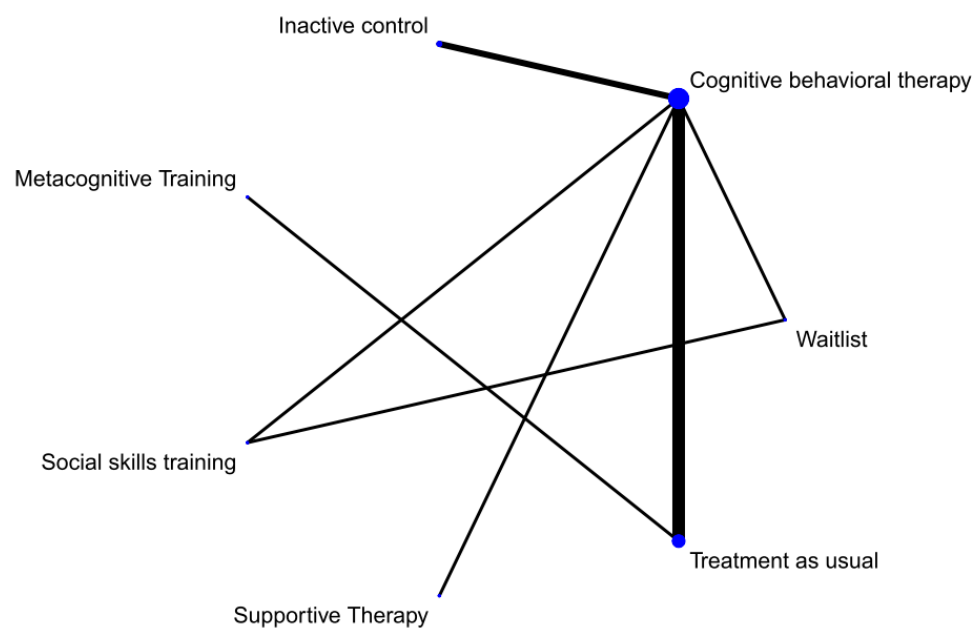 Inactive control
Cognitive behavioral therapy
Metacognitive Training
Waitlist
Social skills training
Treatment as usual
Supportive Therapy